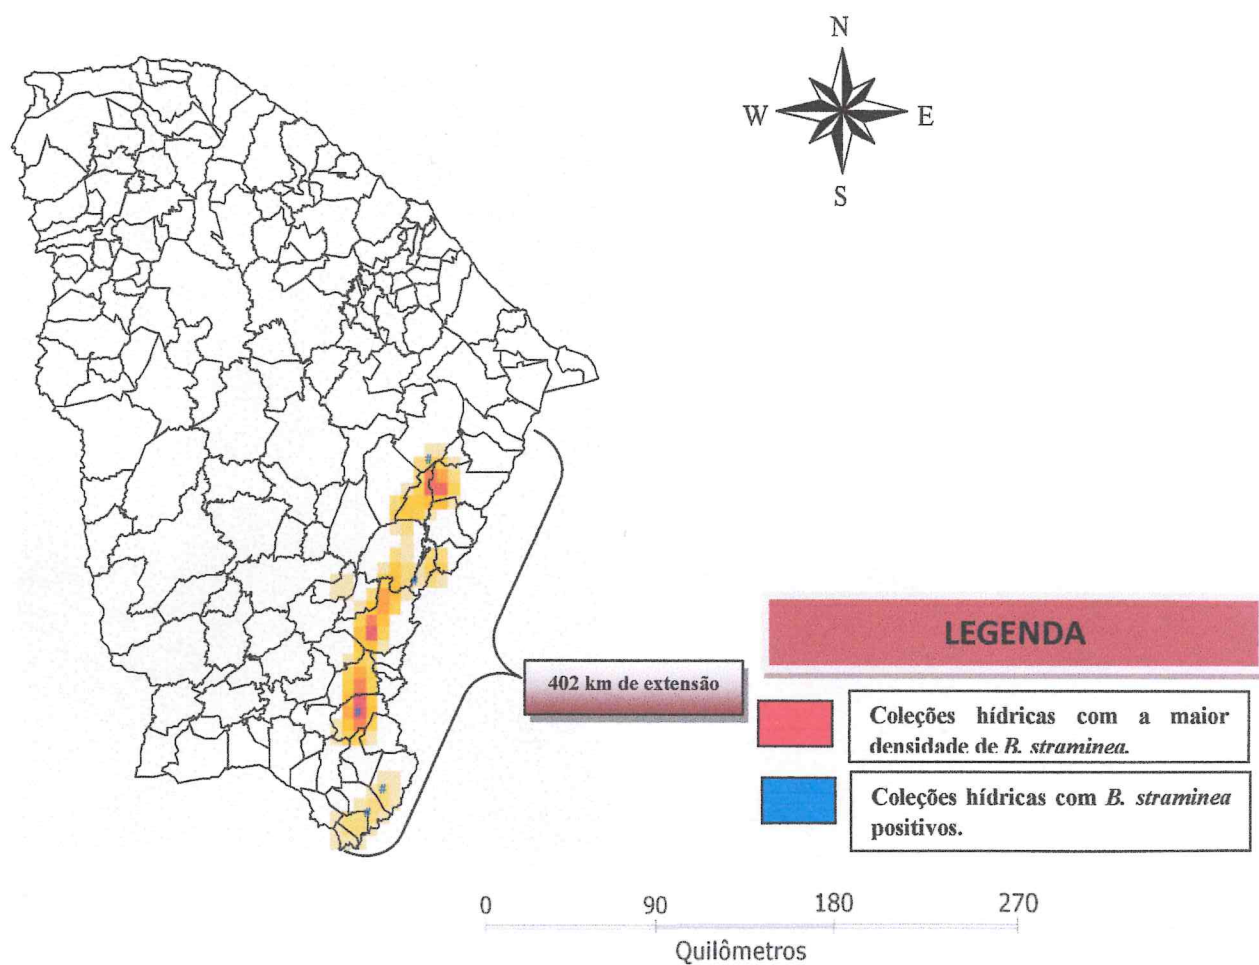 N
W
E
S
402 km de extensão
LEGENDA
Coleções hídricas com a maior
densidade de B. straminea.
Coleções hídricas com B. straminea
positivos.
0 90 180 270
Quilômetros